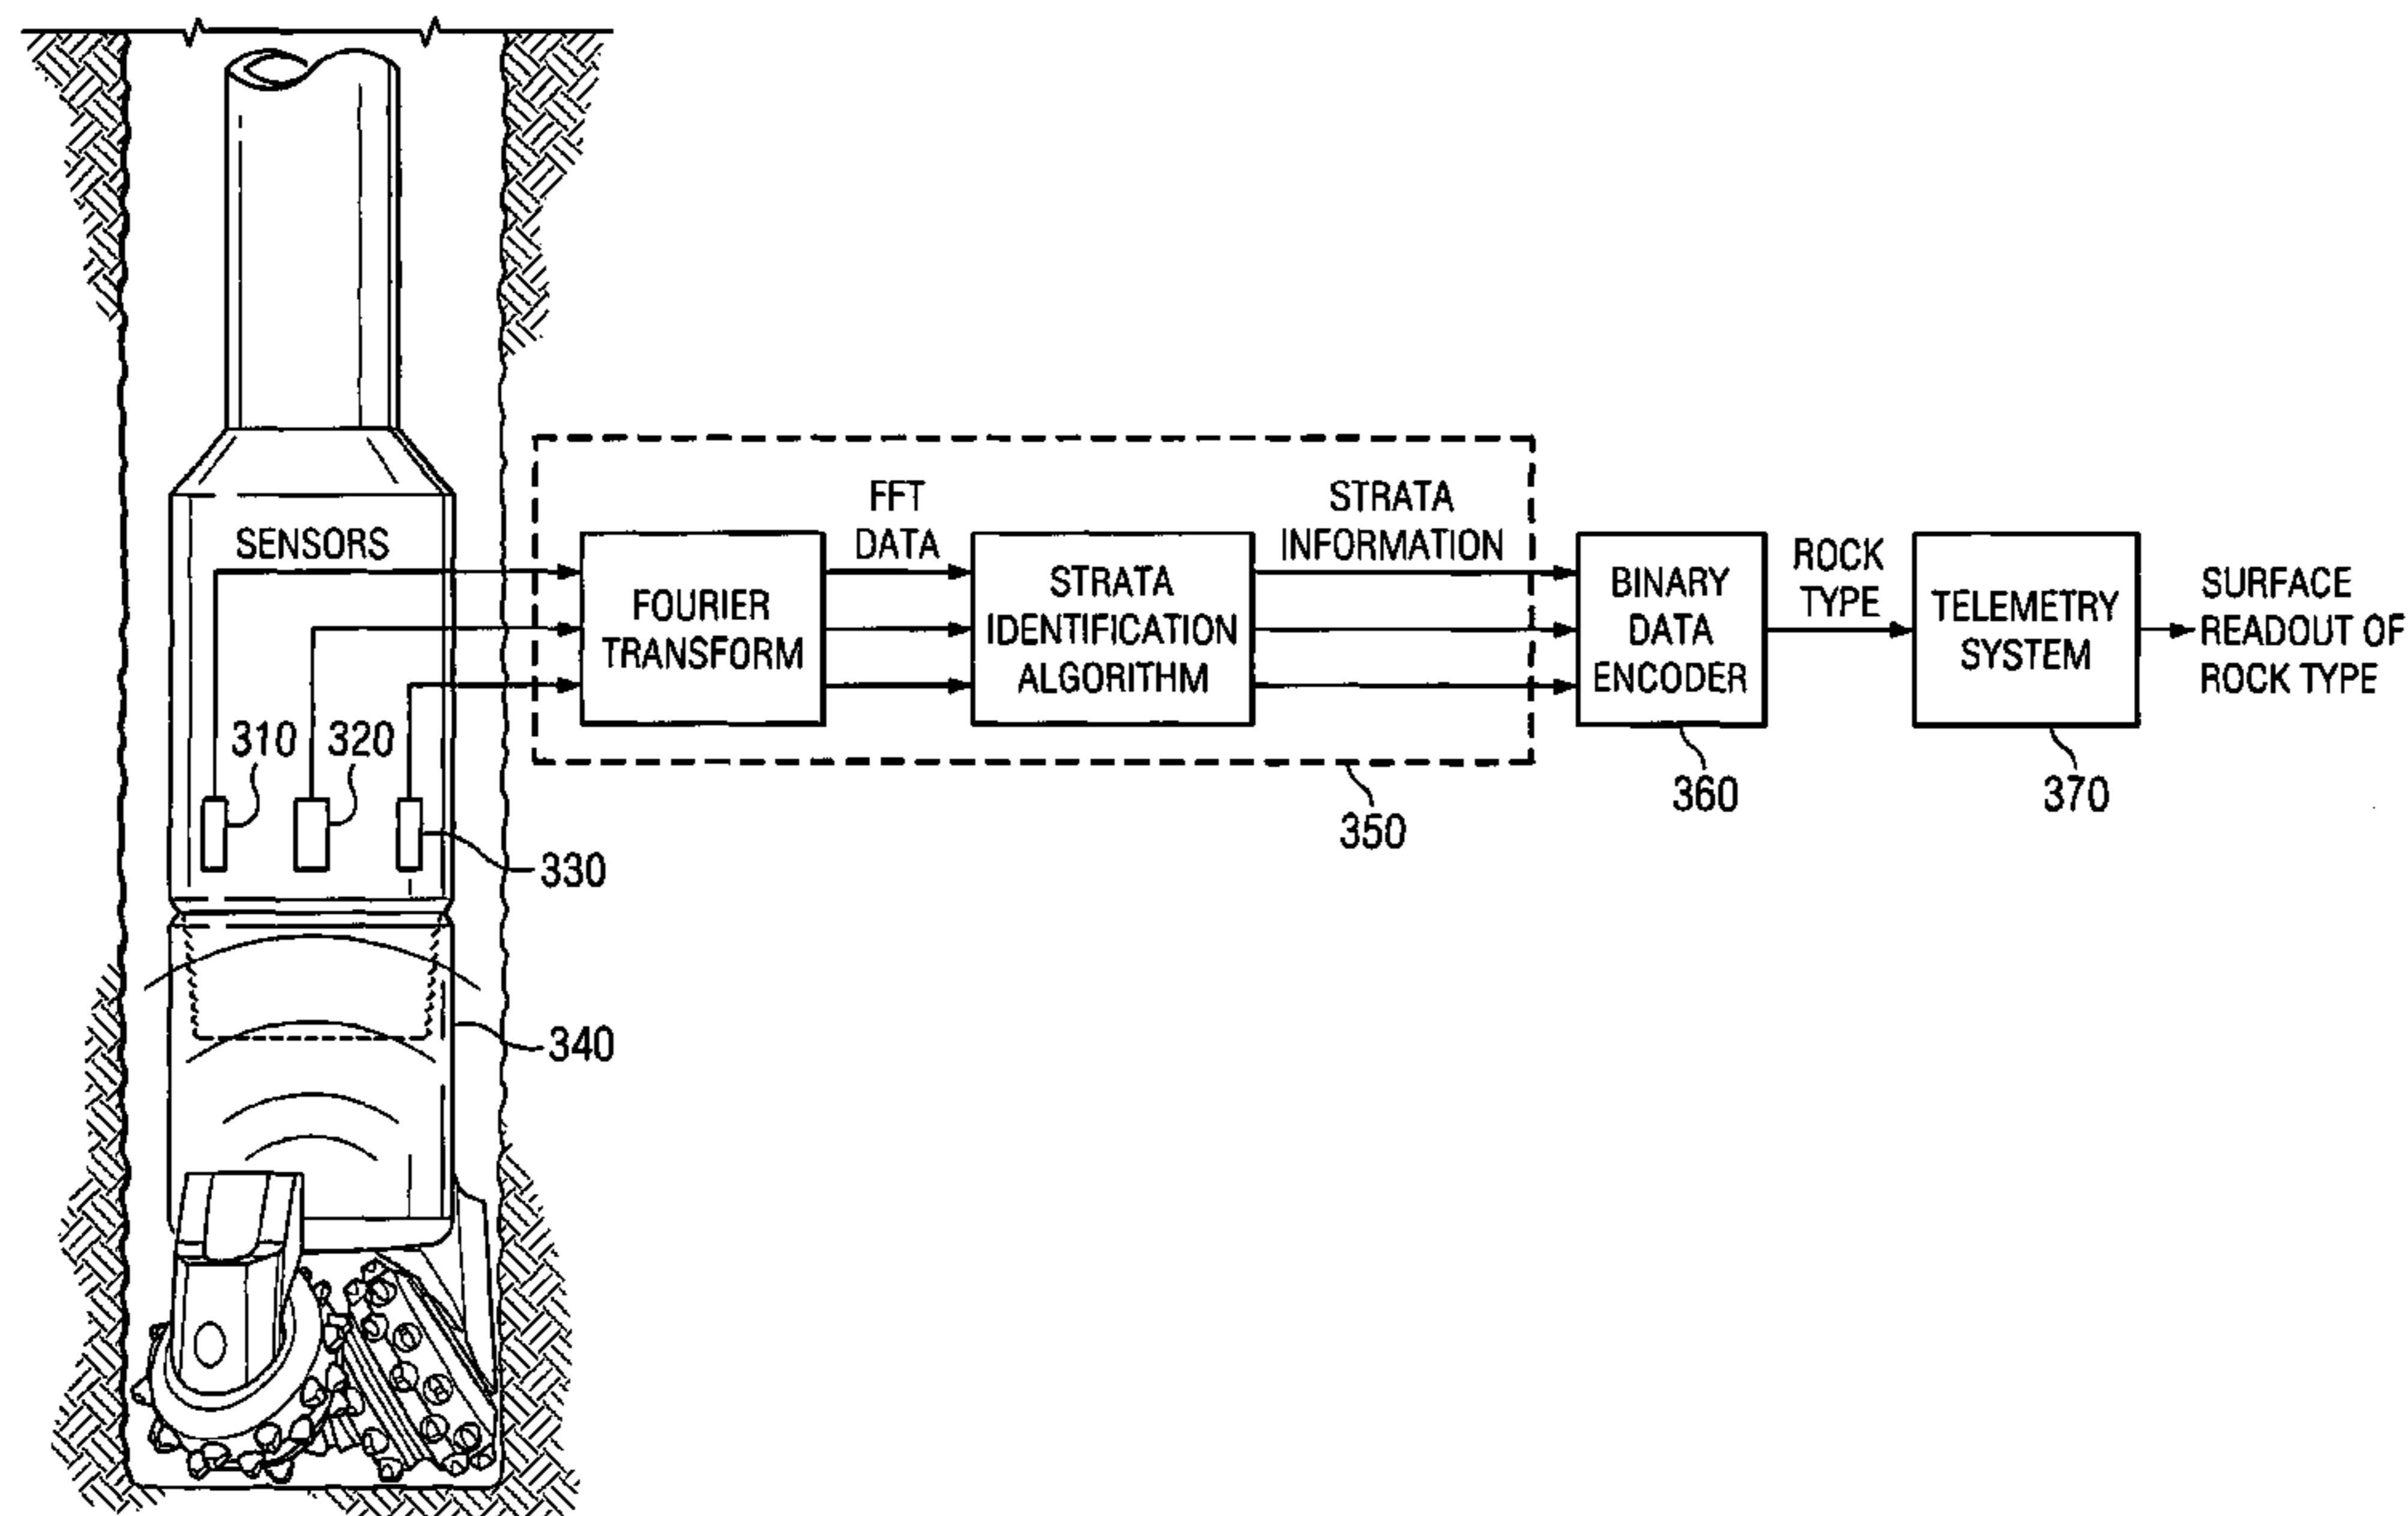 SENSORS
310
320
330
340
FOURIER
TRANSFORM
FFT
DATA
STRATA
IDENTIFICATION
ALGORITHM
STRATA
INFORMATION
350
BINARY
DATA
ENCODER
360
ROCK
TYPE
TELEMETRY
SYSTEM
370
SURFACE
READOUT OF
ROCK TYPE